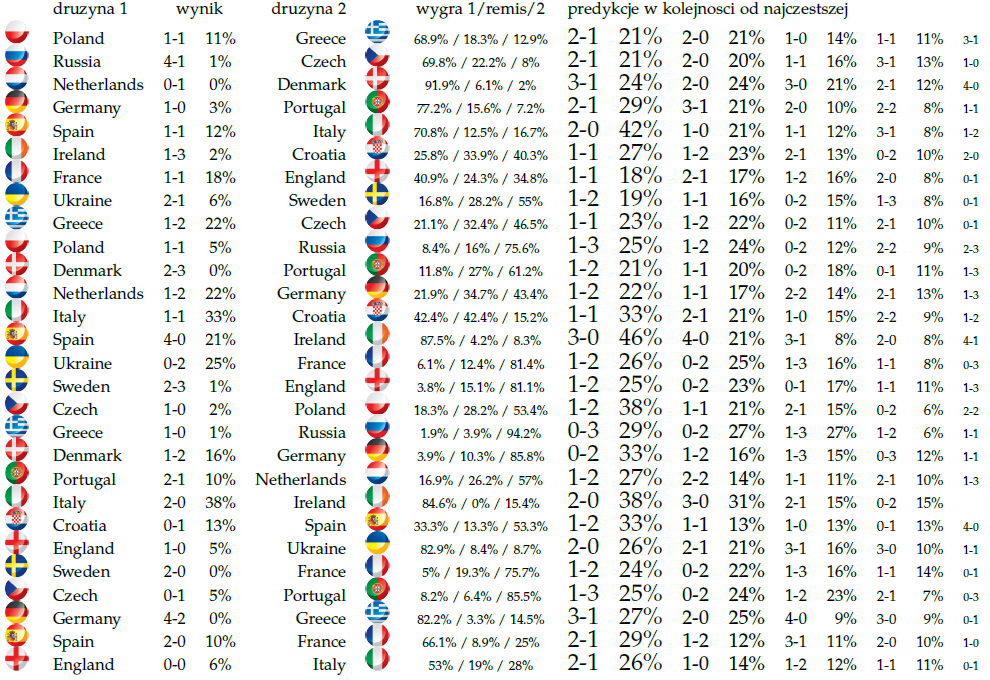 druzyna 1 wynik druzyna 2 wygra 1/remis/2 predykcje w kolejnosci od najczestszej
Poland 1-1 11% Greece 68.9% / 18.3% / 12.9% 2-1 21% 2-0 21% 1-0 14% 1-1 11% 3-1
Russia 4-1 1% Czech 69.8% / 22.2% / 8% 2-1 21% 2-0 20% 1-1 16% 3-1 13% 1-0
Netherlands 0-1 0% Denmark 91.9% / 6.1% / 2% 3-1 24% 2-0 24% 3-0 21% 2-1 12% 4-0
Germany 1-0 3% Portugal 77.2% / 15.6% / 7.2% 2-1 29% 3-1 21% 2-0 10% 2-2 8% 1-1
Spain 1-1 12% Italy 70.8% / 12.5% / 16.7% 2-0 42% 1-0 21% 1-1 12% 3-1 8% 1-2
Ireland 1-3 2% Croatia 25.8% / 33.9% / 40.3% 1-1 27% 1-2 23% 2-1 13% 0-2 10% 2-0
France 1-1 18% England 40.9% / 24.3% / 34.8% 1-1 18% 2-1 17% 1-2 16% 2-0 8% 0-1
Ukraine 2-1 6% Sweden 16.8% / 28.2% / 55% 1-2 19% 1-1 16% 0-2 15% 1-3 8% 0-1
Greece 1-2 22% Czech 21.1% / 32.4% / 46.5% 1-1 23% 1-2 22% 0-2 11% 2-1 10% 0-1
Poland 1-1 5% Russia 8.4% / 16% / 75.6% 1-3 25% 1-2 24% 0-2 12% 2-2 9% 2-3
Denmark 2-3 0% Portugal 11.8% / 27% / 61.2% 1-2 21% 1-1 20% 0-2 18% 0-1 11% 1-3
Netherlands 1-2 22% Germany 21.9% / 34.7% / 43.4% 1-2 22% 1-1 17% 2-2 14% 2-1 13% 1-3
Italy 1-1 33% Croatia 42.4% / 42.4% / 15.2% 1-1 33% 2-1 21% 1-0 15% 2-2 9% 1-2
Spain 4-0 21% Ireland 87.5% / 4.2% / 8.3% 3-0 46% 4-0 21% 3-1 8% 2-0 8% 4-1
Ukraine 0-2 25% France 6.1% / 12.4% / 81.4% 1-2 26% 0-2 25% 1-3 16% 1-1 8% 0-3
Sweden 2-3 1% England 3.8% / 15.1% / 81.1% 1-2 25% 0-2 23% 0-1 17% 1-1 11% 1-3
Czech 1-0 2% Poland 18.3% / 28.2% / 53.4% 1-2 38% 1-1 21% 2-1 15% 0-2 6% 2-2
Greece 1-0 1% Russia 1.9% / 3.9% / 94.2% 0-3 29% 0-2 27% 1-3 27% 1-2 6% 1-1
Denmark 1-2 16% Germany 3.9% / 10.3% / 85.8% 0-2 33% 1-2 16% 1-3 15% 0-3 12% 1-1
Portugal 2-1 10% Netherlands 16.9% / 26.2% / 57% 1-2 27% 2-2 14% 1-1 11% 2-1 10% 1-3
Italy 2-0 38% Ireland 84.6% / 0% / 15.4% 2-0 38% 3-0 31% 2-1 15% 0-2 15%
Croatia 0-1 13% Spain 33.3% / 13.3% / 53.3% 1-2 33% 1-1 13% 1-0 13% 0-1 13% 4-0
England 1-0 5% Ukraine 82.9% / 8.4% / 8.7% 2-0 26% 2-1 21% 3-1 16% 3-0 10% 1-1
Sweden 2-0 0% France 5% / 19.3% / 75.7% 1-2 24% 0-2 22% 1-3 16% 1-1 14% 0-1
Czech 0-1 5% Portugal 8.2% / 6.4% / 85.5% 1-3 25% 0-2 24% 1-2 23% 2-1 7% 0-3
Germany 4-2 0% Greece 82.2% / 3.3% / 14.5% 3-1 27% 2-0 25% 4-0 9% 3-0 9% 0-1
Spain 2-0 10% France 66.1% / 8.9% / 25% 2-1 29% 1-2 12% 3-1 11% 2-0 10% 1-0
England 0-0 6% Italy 53% / 19% / 28% 2-1 26% 1-0 14% 1-2 12% 1-1 11% 0-1